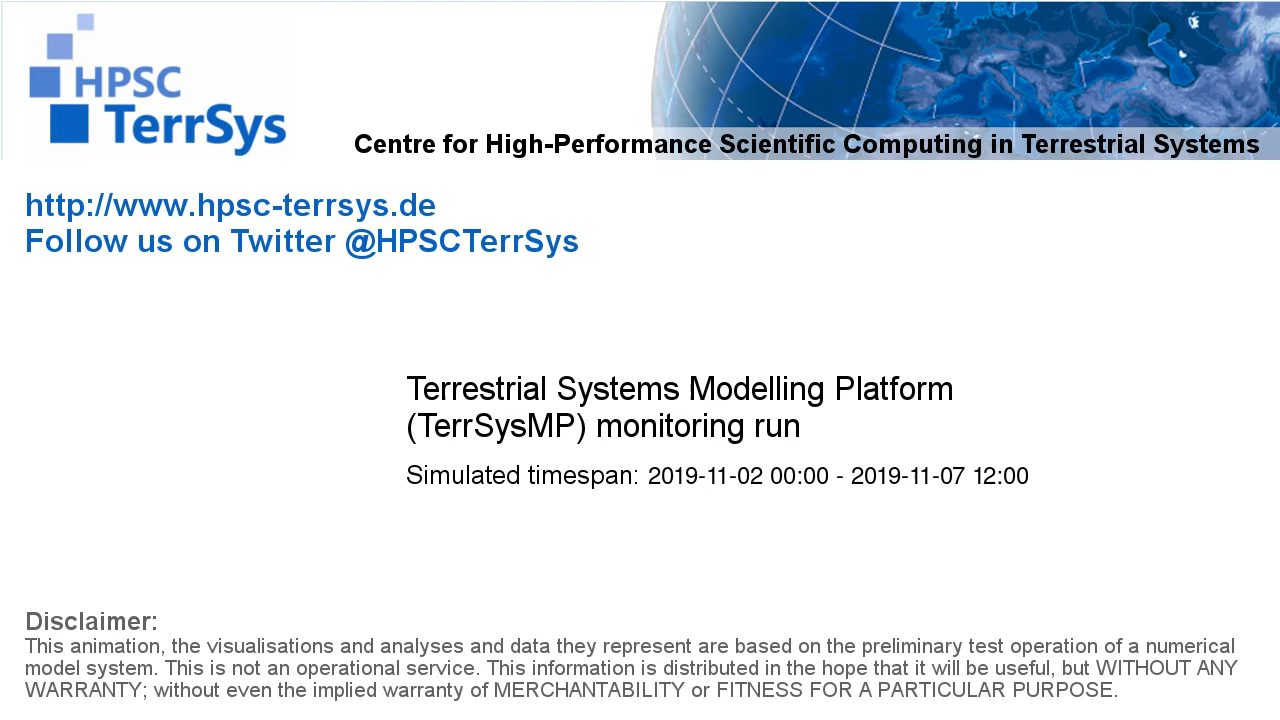 HPSC
TerrSys
Centre for High-Performance Scientific Computing in Terrestrial Systems
http://www.hpsc-terrsys.de
Follow us on Twitter @HPSCTerrSys
Terrestrial Systems Modelling Platform
(TerrSysMP) monitoring run
Simulated timespan: 2019-11-02 00:00 - 2019-11-07 12:00
Disclaimer:
This animation, the visualisations and analyses and data they represent are based on the preliminary test operation of a numerical
model system. This is not an operational service. This information is distributed in the hope that it will be useful, but WITHOUT ANY
WARRANTY; without even the implied warranty of MERCHANTABILITY or FITNESS FOR A PARTICULAR PURPOSE.